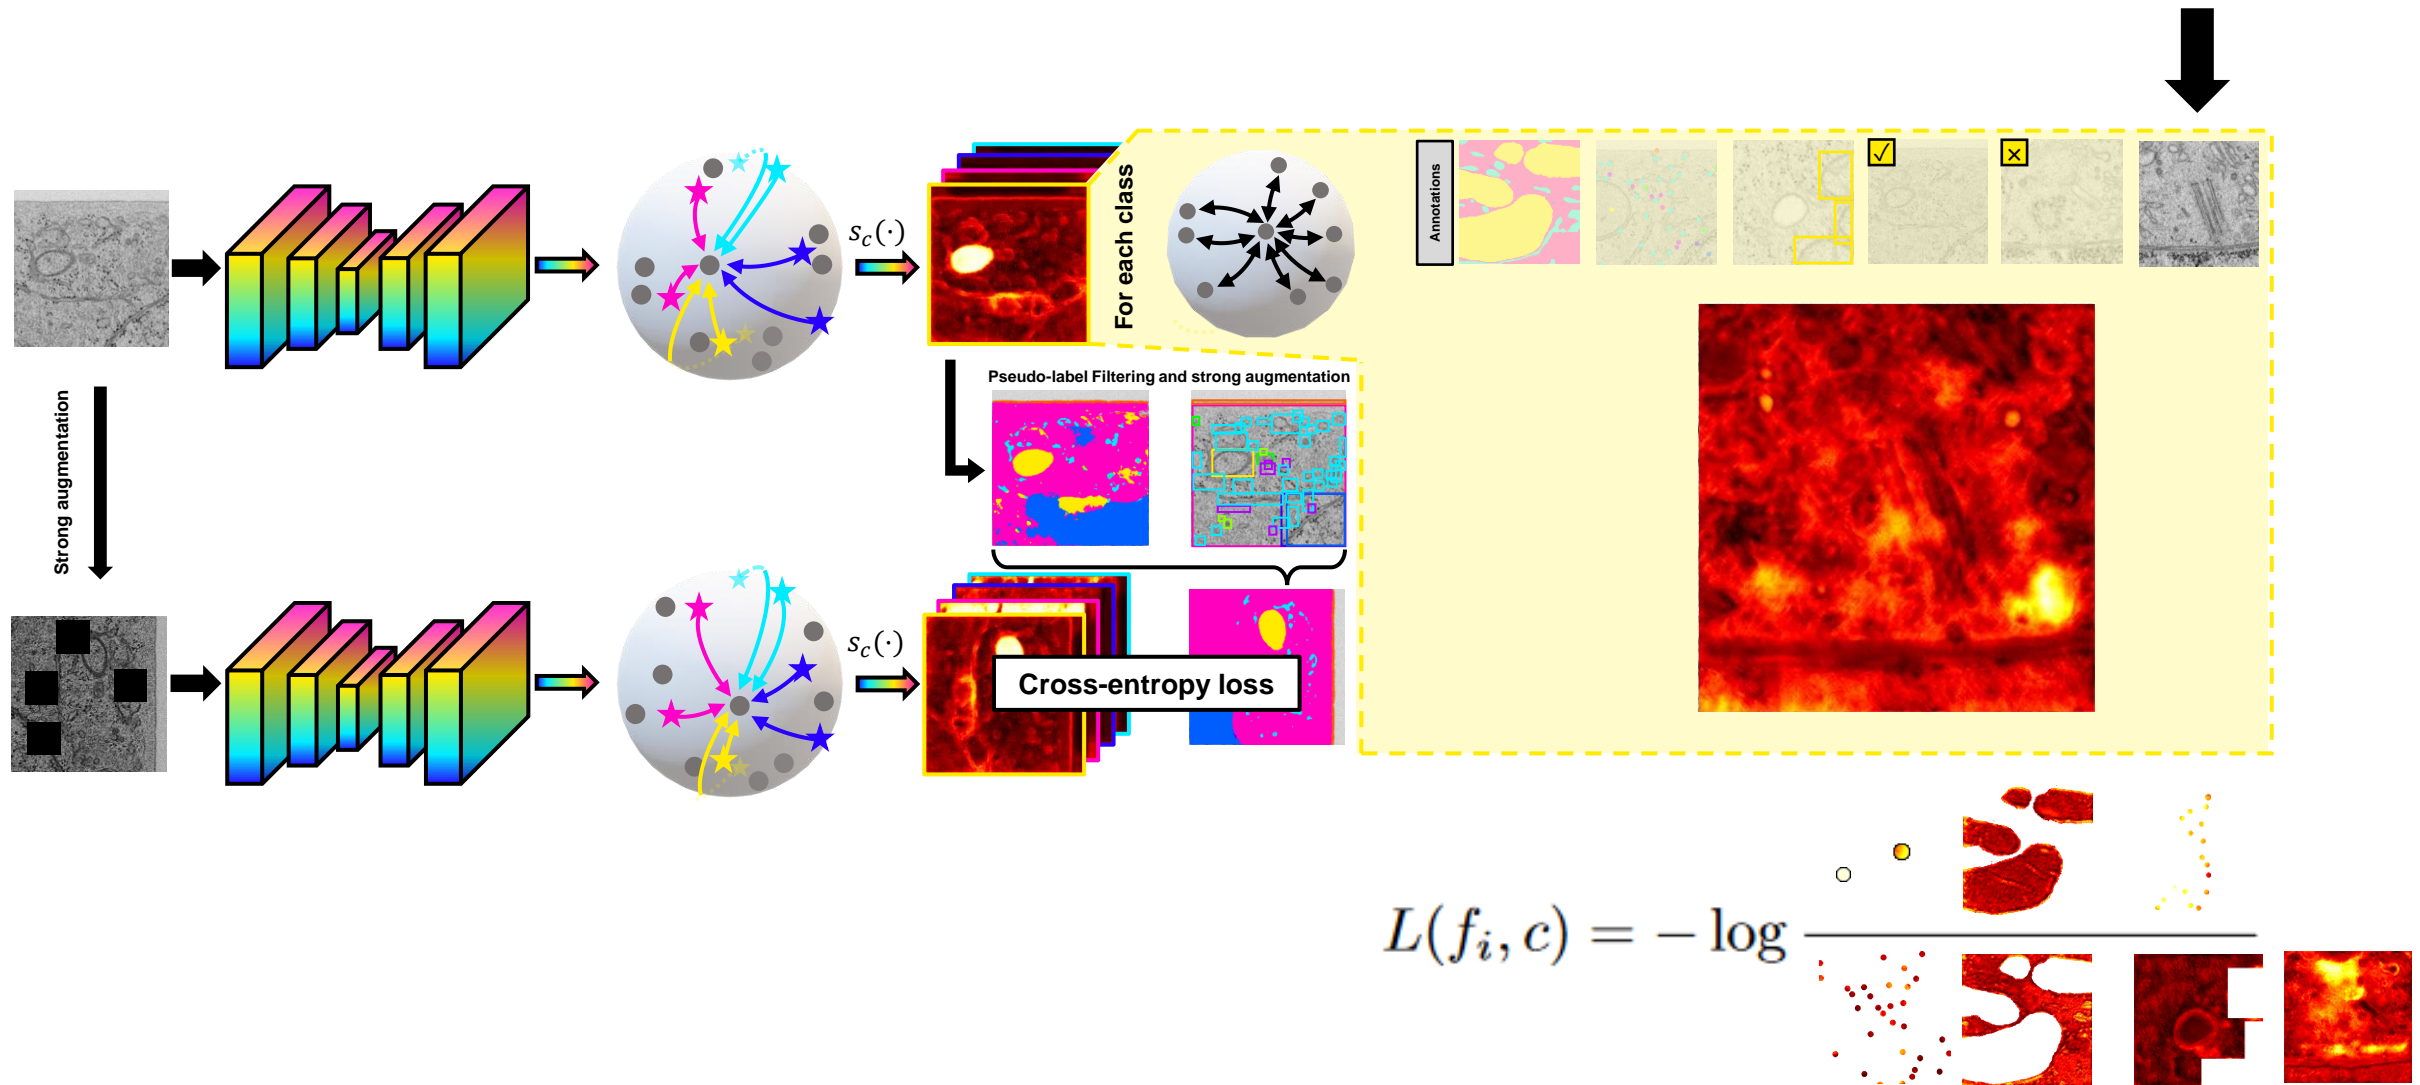 For each class
Annotations
✓
×
s_c(·)
Pseudo-label Filtering and strong augmentation
Strong augmentation
s_c(·)
Cross-entropy loss
L(f_i, c) = − log